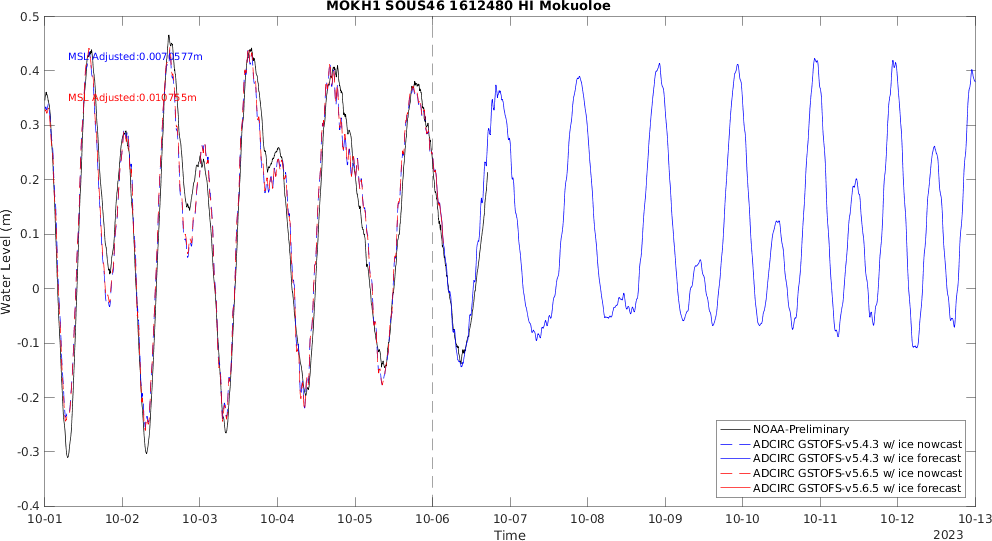 MOKH1 SOUS46 1612480 HI Mokuoloe
0.5
0.4
0.3
0.2
0.1
0
-0.1
-0.2
-0.3
-0.4
Water Level (m)
MSL Adjusted:0.0070577m
MSL Adjusted:0.010755m
NOAA-Preliminary
ADCIRC GSTOFS-v5.4.3 w/ ice nowcast
ADCIRC GSTOFS-v5.4.3 w/ ice forecast
ADCIRC GSTOFS-v5.6.5 w/ ice nowcast
ADCIRC GSTOFS-v5.6.5 w/ ice forecast
10-01 10-02 10-03 10-04 10-05 10-06 10-07 10-08 10-09 10-10 10-11 10-12 10-13
Time
2023